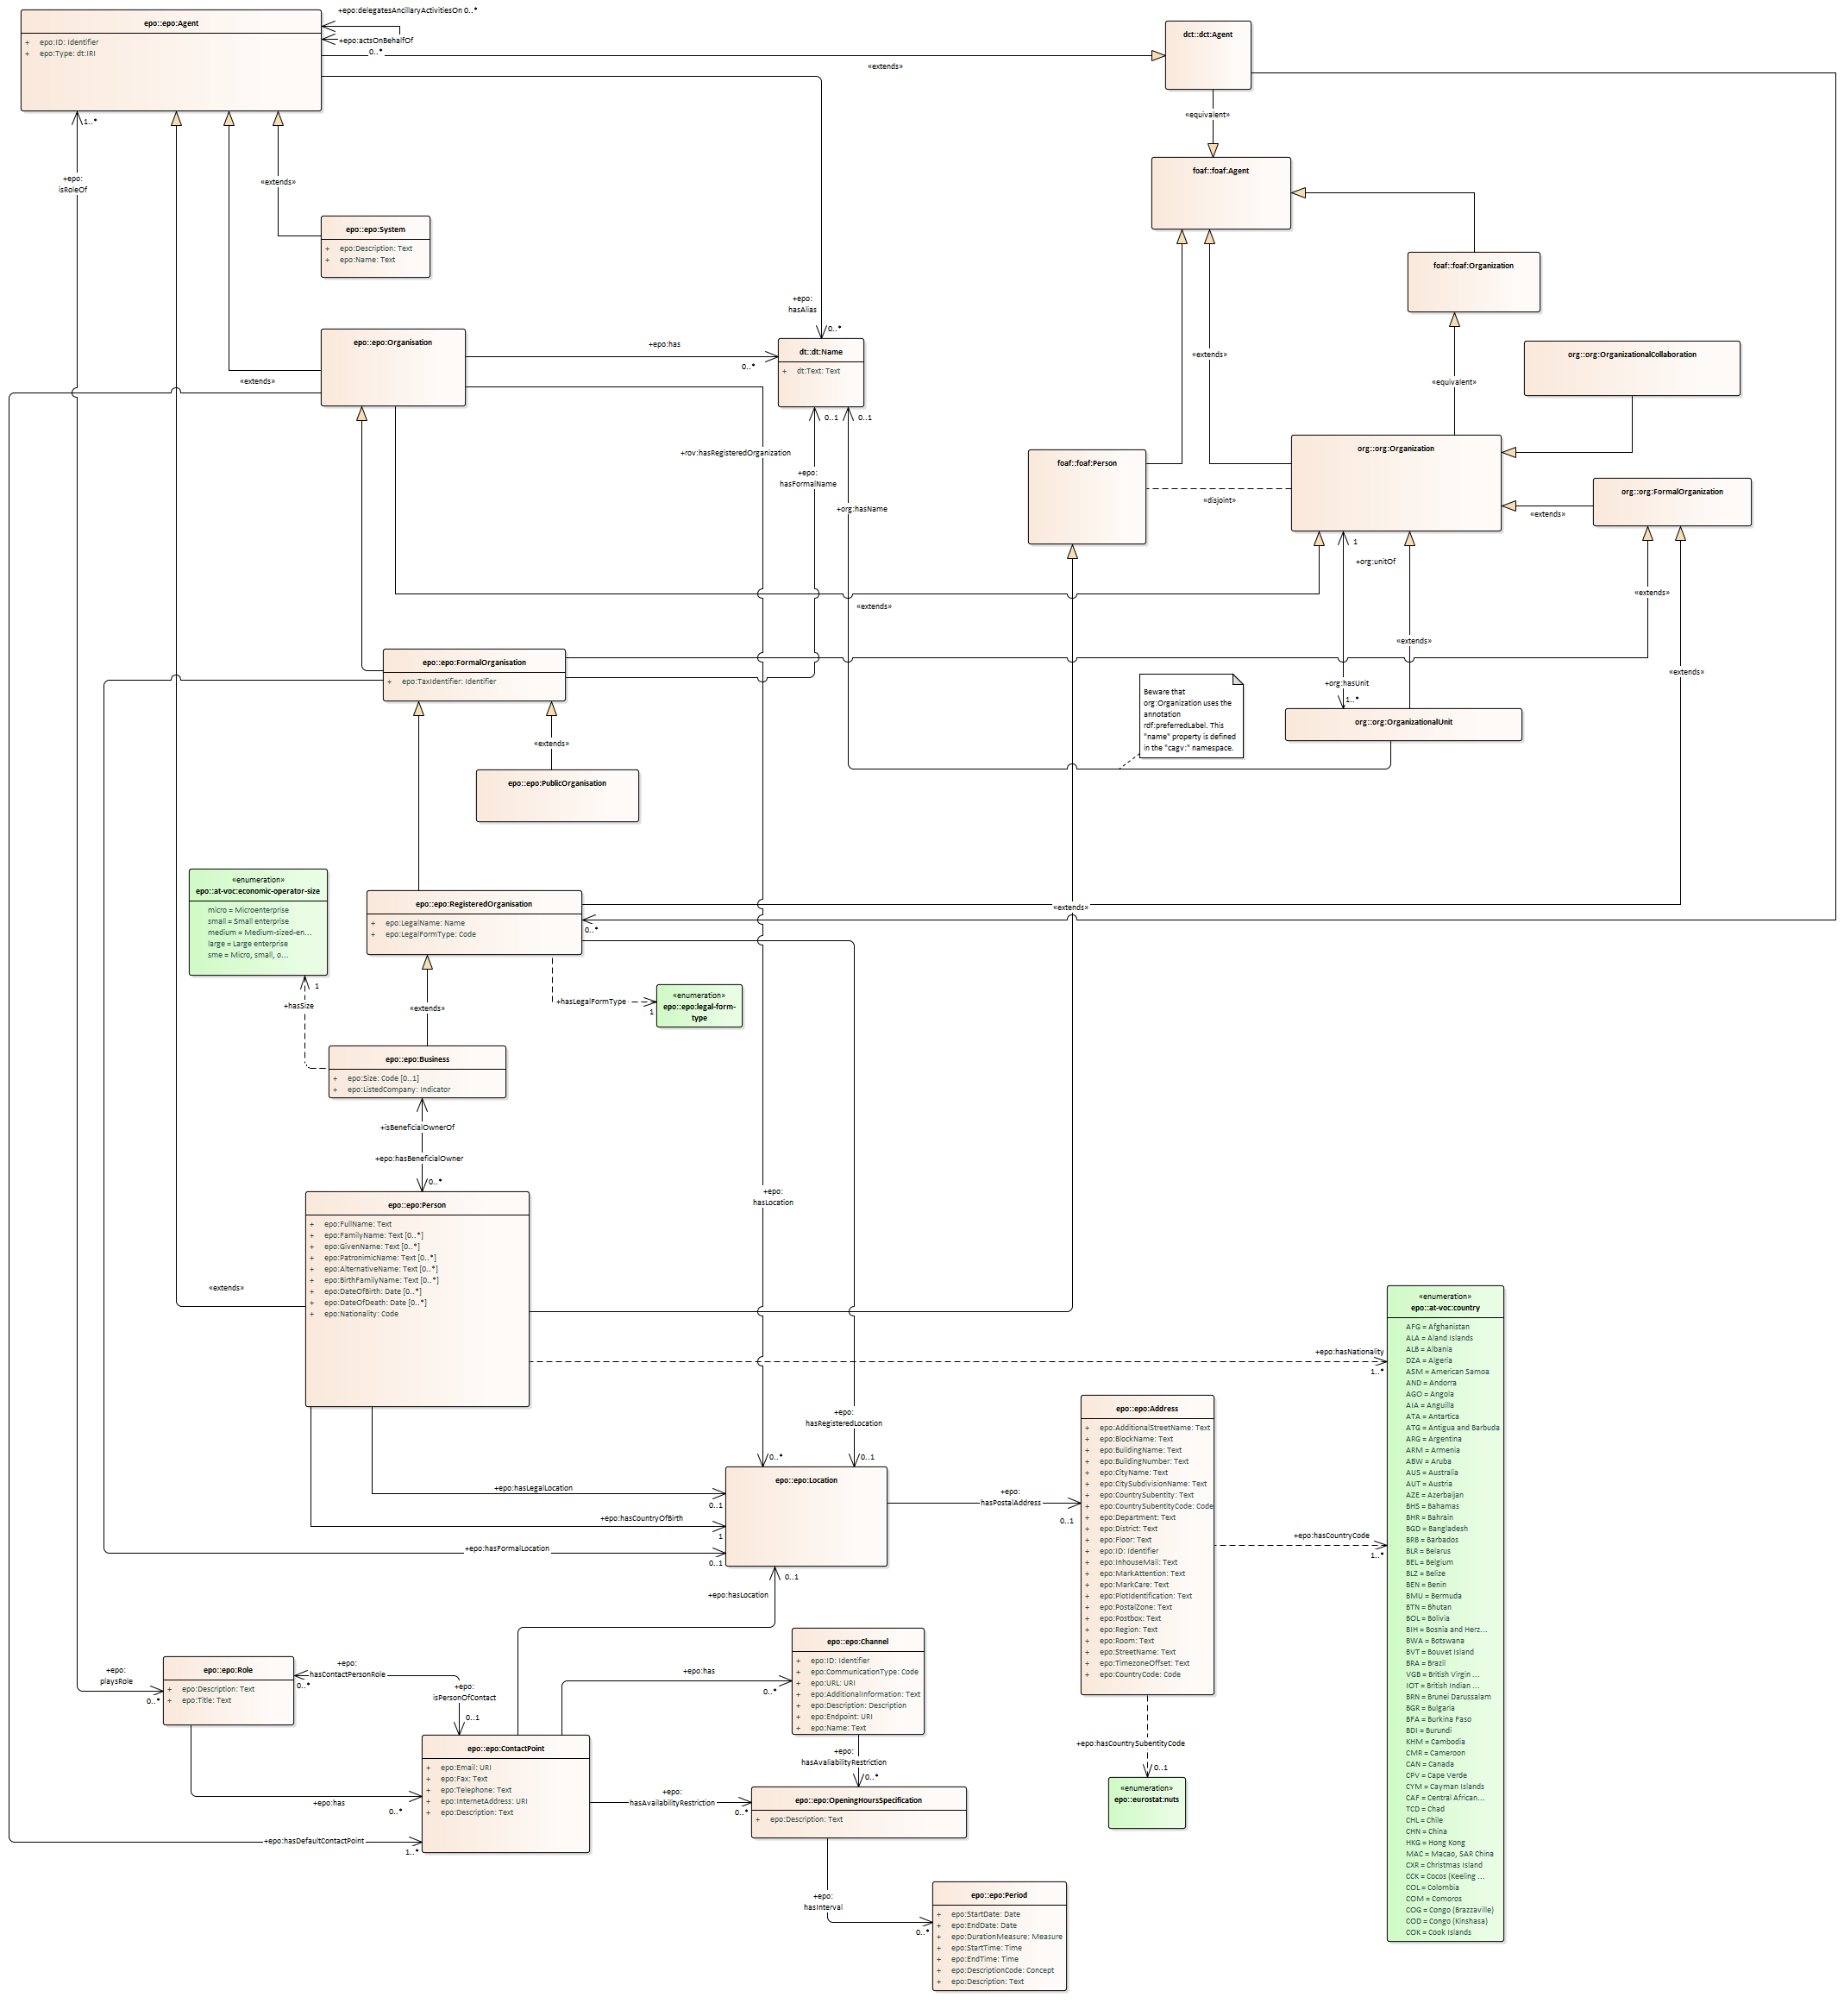 epo::epo:Agent
+ epo:ID: Identifier
+ epo:Type: dt:IRI
+epo:delegatesAncillaryActivitiesOn 0..*
+epo:actsOnBehalfOf
0..*
«extends»
dct::dct:Agent
«equivalent»
foaf::foaf:Agent
1..*
+epo:
isRoleOf
«extends»
epo::epo:System
+ epo:Description: Text
+ epo:Name: Text
foaf::foaf:Organization
+epo:
hasAlias
0..*
epo::epo:Organisation
+epo:has
0..*
dt::dt:Name
+ dt:Text: Text
«extends»
«extends»
«equivalent»
org::org:OrganizationalCollaboration
0..1
0..1
+rov:hasRegisteredOrganization
+epo:
hasFormalName
+org:hasName
foaf::foaf:Person
«disjoint»
org::org:Organization
org::org:FormalOrganization
«extends»
1
+org:unitOf
«extends»
«extends»
«extends»
«extends»
epo::epo:FormalOrganisation
+ epo:TaxIdentifier: Identifier
+org:hasUnit
1..*
org::org:OrganizationalUnit
Beware that
org:Organization uses the
annotation
rdf:preferredLabel. This
"name" property is defined
in the "cagv:" namespace.
«extends»
epo::epo:PublicOrganisation
«enumeration»
epo::at-voc:economic-operator-size
micro = Microenterprise
small = Small enterprise
medium = Medium-sized-en...
large = Large enterprise
sme = Micro, small, o...
epo::epo:RegisteredOrganisation
+ epo:LegalName: Name
+ epo:LegalFormType: Code
0..*
«extends»
1
+hasSize
«extends»
+hasLegalFormType
1
«enumeration»
epo::epo:legal-form-
type
epo::epo:Business
+ epo:Size: Code [0..1]
+ epo:ListedCompany: Indicator
+isBeneficialOwnerOf
+epo:hasBeneficialOwner
0..*
epo::epo:Person
+ epo:FullName: Text
+ epo:FamilyName: Text [0..*]
+ epo:GivenName: Text [0..*]
+ epo:PatronimicName: Text [0..*]
+ epo:AlternativeName: Text [0..*]
+ epo:BirthFamilyName: Text [0..*]
+ epo:DateOfBirth: Date [0..*]
+ epo:DateOfDeath: Date [0..*]
+ epo:Nationality: Code
«extends»
+epo:
hasLocation
+epo:hasNationality
1..*
«enumeration»
epo::at-voc:country
AFG = Afghanistan
ALA = Aland Islands
ALB = Albania
DZA = Algeria
ASM = American Samoa
AND = Andorra
AGO = Angola
AIA = Anguilla
ATA = Antartica
ATG = Antigua and Barbuda
ARG = Argentina
ARM = Armenia
ABW = Aruba
AUS = Australia
AUT = Austria
AZE = Azerbaijan
BHS = Bahamas
BHR = Bahrain
BGD = Bangladesh
BRB = Barbados
BLR = Belarus
BEL = Belgium
BLZ = Belize
BEN = Benin
BMU = Bermuda
BTN = Bhutan
BOL = Bolivia
BIH = Bosnia and Herz...
BWA = Botswana
BVT = Bouvet Island
BRA = Brazil
VGB = British Virgin ...
IOT = British Indian ...
BRN = Brunei Darussalam
BGR = Bulgaria
BFA = Burkina Faso
BDI = Burundi
KHM = Cambodia
CMR = Cameroon
CAN = Canada
CPV = Cape Verde
CYM = Cayman Islands
CAF = Central African...
TCD = Chad
CHL = Chile
CHN = China
HKG = Hong Kong
MAC = Macao, SAR China
CXR = Christmas Island
CCK = Cocos (Keeling ...
COL = Colombia
COM = Comoros
COG = Congo (Brazzaville)
COD = Congo (Kinshasa)
COK = Cook Islands
+epo:
hasRegisteredLocation
0..*
0..1
epo::epo:Location
+epo:hasLegalLocation
0..1
+epo:hasCountryOfBirth
1
+epo:hasFormalLocation
0..1
+epo:
hasPostalAddress
0..1
epo::epo:Address
+ epo:AdditionalStreetName: Text
+ epo:BlockName: Text
+ epo:BuildingName: Text
+ epo:BuildingNumber: Text
+ epo:CityName: Text
+ epo:CitySubdivisionName: Text
+ epo:CountrySubentity: Text
+ epo:CountrySubentityCode: Code
+ epo:Department: Text
+ epo:District: Text
+ epo:Floor: Text
+ epo:ID: Identifier
+ epo:InhouseMail: Text
+ epo:MarkAttention: Text
+ epo:MarkCare: Text
+ epo:PlotIdentification: Text
+ epo:PostalZone: Text
+ epo:Postbox: Text
+ epo:Region: Text
+ epo:Room: Text
+ epo:StreetName: Text
+ epo:TimezoneOffset: Text
+ epo:CountryCode: Code
+epo:hasCountryCode
1..*
+epo:hasCountrySubentityCode
0..1
«enumeration»
epo::eurostat:nuts
+epo:hasLocation
0..1
epo::epo:Channel
+ epo:ID: Identifier
+ epo:CommunicationType: Code
+ epo:URL: URI
+ epo:AdditionalInformation: Text
+ epo:Description: Description
+ epo:Endpoint: URI
+ epo:Name: Text
+epo:
playsRole
0..*
epo::epo:Role
+ epo:Description: Text
+ epo:Title: Text
+epo:
hasContactPersonRole
0..*
+epo:
isPersonOfContact
0..1
+epo:has
0..*
epo::epo:ContactPoint
+ epo:Email: URI
+ epo:Fax: Text
+ epo:Telephone: Text
+ epo:InternetAddress: URI
+ epo:Description: Text
+epo:has
0..*
+epo:hasDefaultContactPoint
1..*
+epo:
hasAvaliabilityRestriction
0..*
+epo:
hasAvailabilityRestriction
0..*
epo::epo:OpeningHoursSpecification
+ epo:Description: Text
+epo:
hasInterval
0..*
epo::epo:Period
+ epo:StartDate: Date
+ epo:EndDate: Date
+ epo:DurationMeasure: Measure
+ epo:StartTime: Time
+ epo:EndTime: Time
+ epo:DescriptionCode: Concept
+ epo:Description: Text